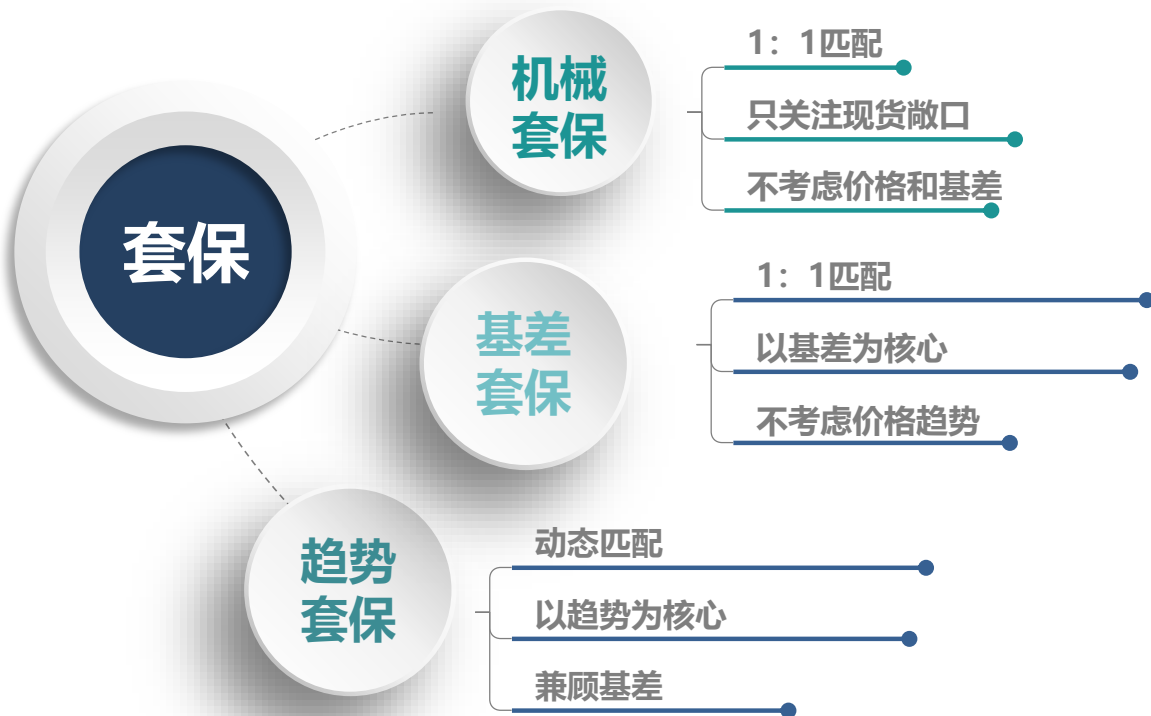 套保
机械
套保
1：1匹配
只关注现货敞口
不考虑价格和基差
基差
套保
1：1匹配
以基差为核心
不考虑价格趋势
趋势
套保
动态匹配
以趋势为核心
兼顾基差